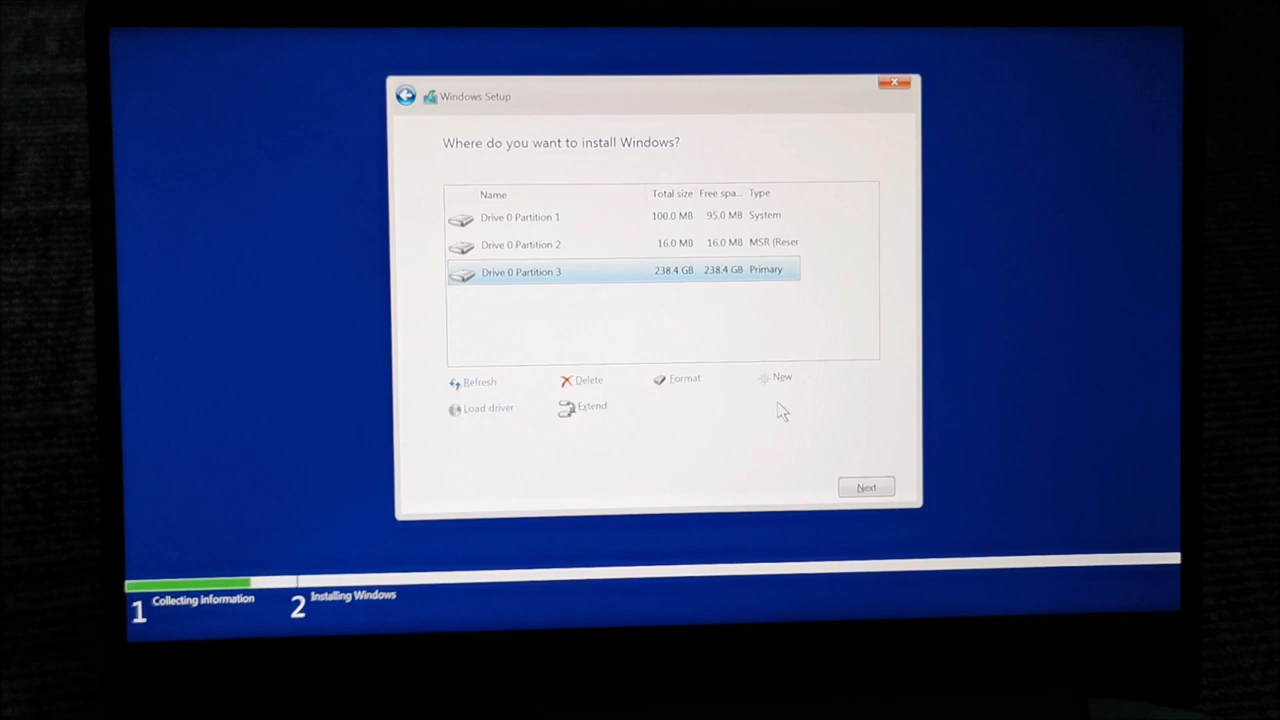 Windows Setup
Where do you want to install Windows?
Name Total size Free spa... Type
Drive 0 Partition 1 100.0 MB 95.0 MB System
Drive 0 Partition 2 16.0 MB 16.0 MB MSR (Reser
Drive 0 Partition 3 238.4 GB 238.4 GB Primary
Refresh Delete Format New
Load driver Extend
Next
1 Collecting information 2 Installing Windows